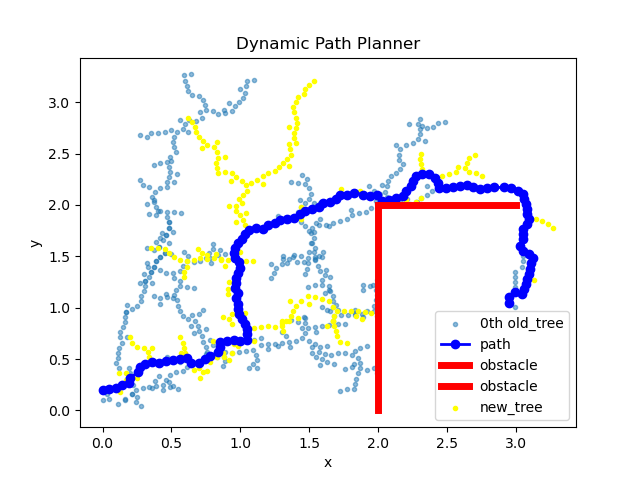 Dynamic Path Planner
3.0
2.5
2.0
1.5
1.0
0.5
0.0
y
0th old_tree
path
obstacle
obstacle
new_tree
0.0 0.5 1.0 1.5 2.0 2.5 3.0
x